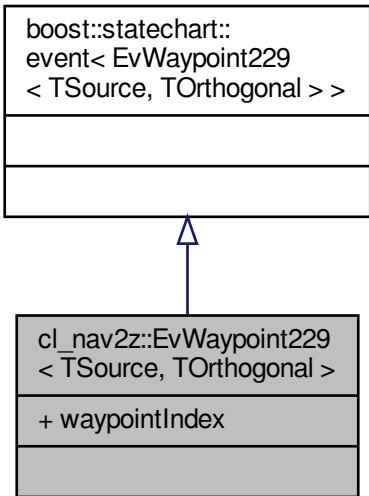 boost::statechart::
event< EvWaypoint229
< TSource, TOrthogonal > >
cl_nav2z::EvWaypoint229
< TSource, TOrthogonal >
+ waypointIndex